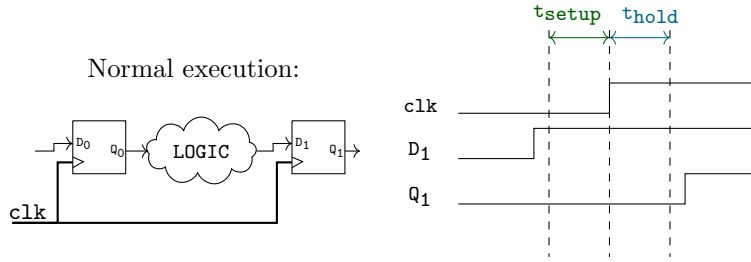 Normal execution:
D0 Q0 LOGIC D1 Q1
clk
tsetup thold
clk
D1
Q1